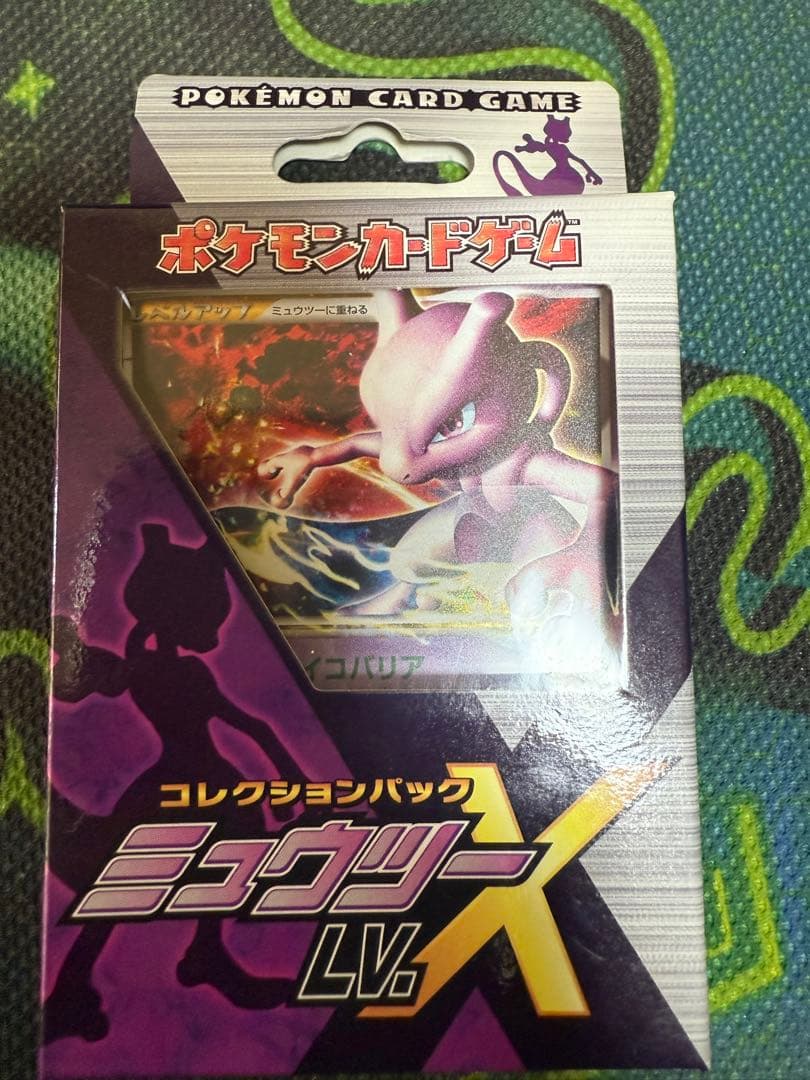 POKÉMON CARD GAME
ポケモンカードゲーム™
レベルアップ ミュウツーに重ねる
イコバリア
コレクションパック
ミュウツー
LV.X